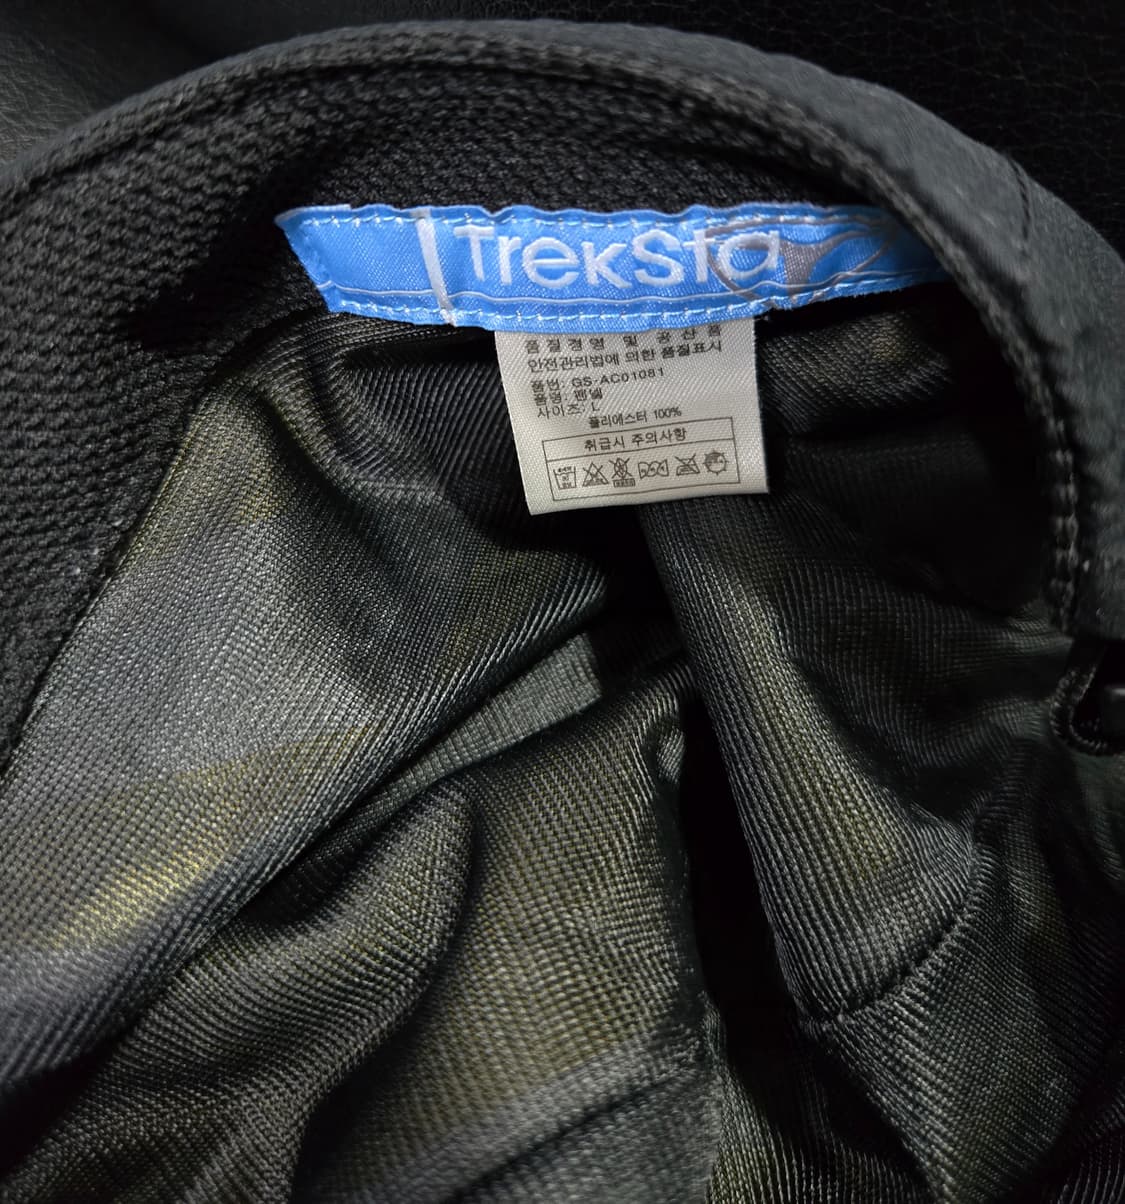 TrekSta
품질경영 및 공산품
안전관리법에 의한 품질표시
품번: GS-AC01081
품명: 펜넬
사이즈: L
폴리에스터 100%
취급시 주의사항